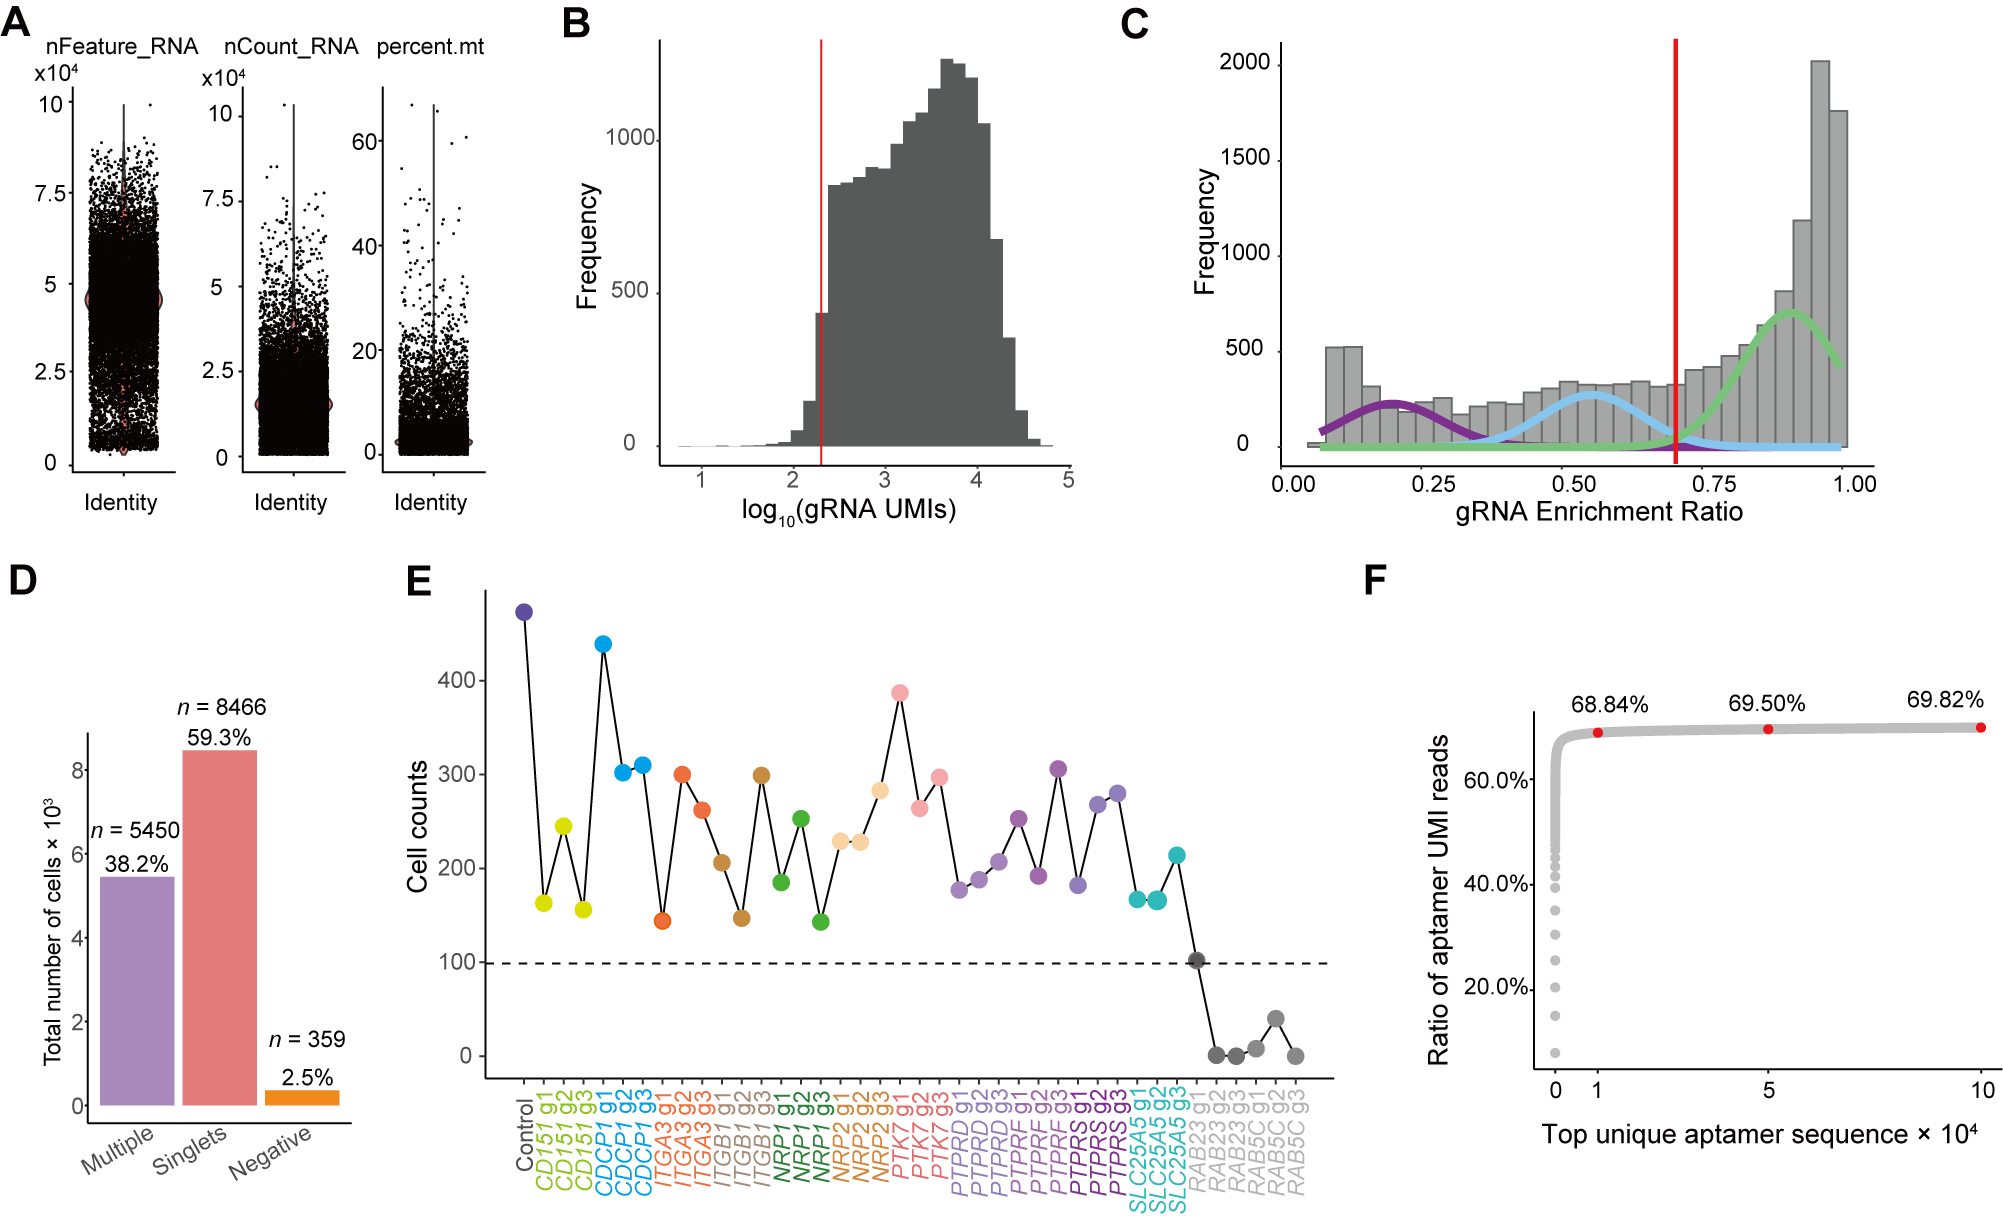 A
nFeature_RNA
nCount_RNA
percent.mt
x10⁴
10
7.5
5
2.5
0
Identity
x10⁴
10
7.5
5
2.5
0
Identity
60
40
20
0
Identity
B
Frequency
1000
500
0
1 2 3 4 5
log₁₀(gRNA UMIs)
C
Frequency
2000
1500
1000
500
0
0.00 0.25 0.50 0.75 1.00
gRNA Enrichment Ratio
D
Total number of cells × 10³
8
6
4
2
0
n = 5450
38.2%
n = 8466
59.3%
n = 359
2.5%
Multiple
Singlets
Negative
E
Cell counts
400
300
200
100
0
Control
CD151 g1
CD151 g2
CD151 g3
CDCP1 g1
CDCP1 g2
CDCP1 g3
ITGA3 g1
ITGA3 g2
ITGA3 g3
ITGB1 g1
ITGB1 g2
ITGB1 g3
NRP1 g1
NRP1 g2
NRP1 g3
NRP2 g1
NRP2 g2
NRP2 g3
PTK7 g1
PTK7 g2
PTK7 g3
PTPRD g1
PTPRD g2
PTPRD g3
PTPRF g1
PTPRF g2
PTPRF g3
PTPRS g1
PTPRS g2
PTPRS g3
SLC25A5 g1
SLC25A5 g2
SLC25A5 g3
RAB23 g1
RAB23 g2
RAB23 g3
RAB5C g1
RAB5C g2
RAB5C g3
F
Ratio of aptamer UMI reads
60.0%
40.0%
20.0%
68.84%
69.50%
69.82%
0 1 5 10
Top unique aptamer sequence × 10⁴